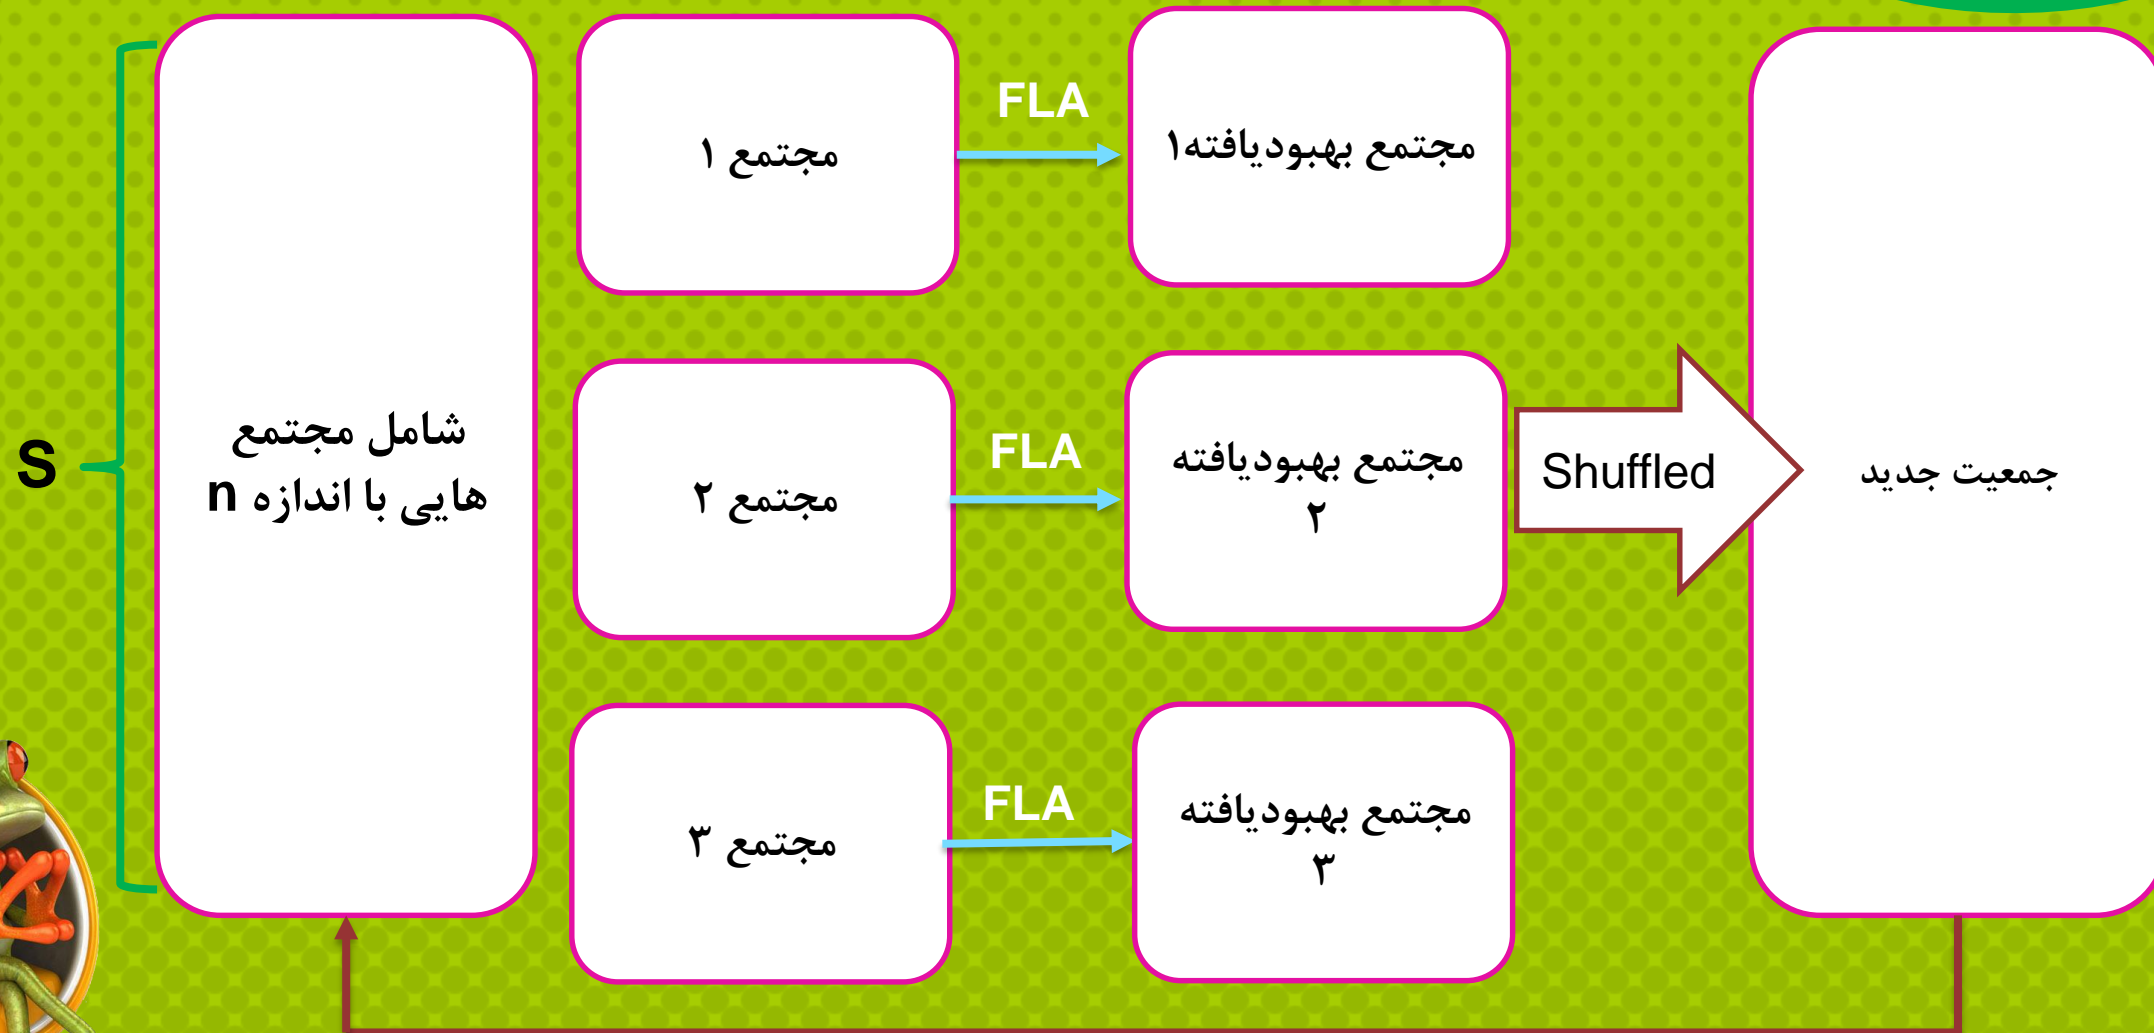 S
شامل مجتمع
هایی با اندازه n
مجتمع ۱
FLA
مجتمع بهبودیافته۱
مجتمع ۲
FLA
مجتمع بهبودیافته
۲
مجتمع ۳
FLA
مجتمع بهبودیافته
۳
Shuffled
جمعیت جدید